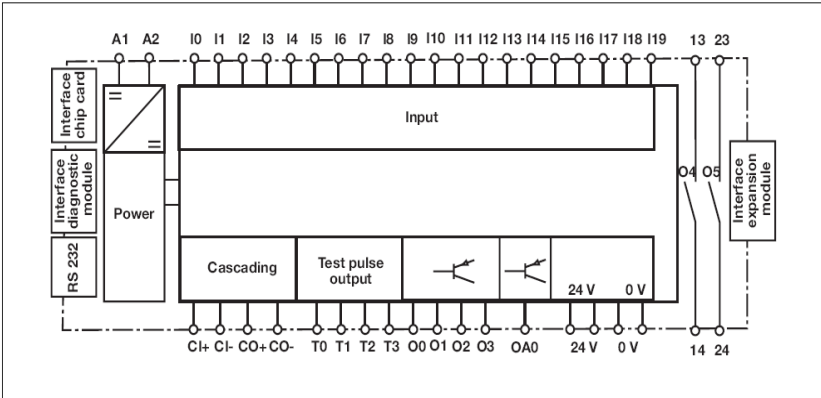 A1 A2 I0 I1 I2 I3 I4 I5 I6 I7 I8 I9 I10 I11 I12 I13 I14 I15 I16 I17 I18 I19 13 23
Interface
chip card
Interface
diagnostic
module
RS 232
Power
Input
O4 O5
Interface
expansion
module
Cascading
Test pulse
output
24 V 0 V
CI+ CI- CO+ CO- T0 T1 T2 T3 O0 O1 O2 O3 OA0 24 V 0 V 14 24